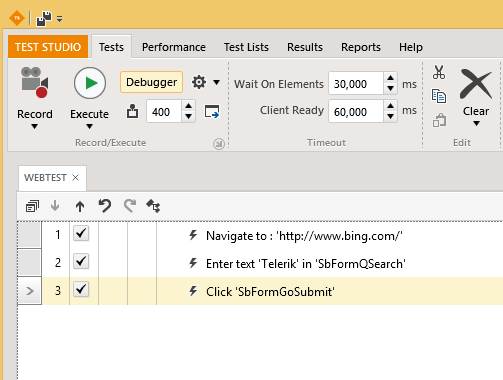 TS
TEST STUDIO Tests Performance Test Lists Results Reports Help
Record
Execute
Debugger
400
Record/Execute
Wait On Elements 30,000 ms
Client Ready 60,000 ms
Timeout
Clear
Edit
WEBTEST ×
1 Navigate to : 'http://www.bing.com/'
2 Enter text 'Telerik' in 'SbFormQSearch'
3 Click 'SbFormGoSubmit'